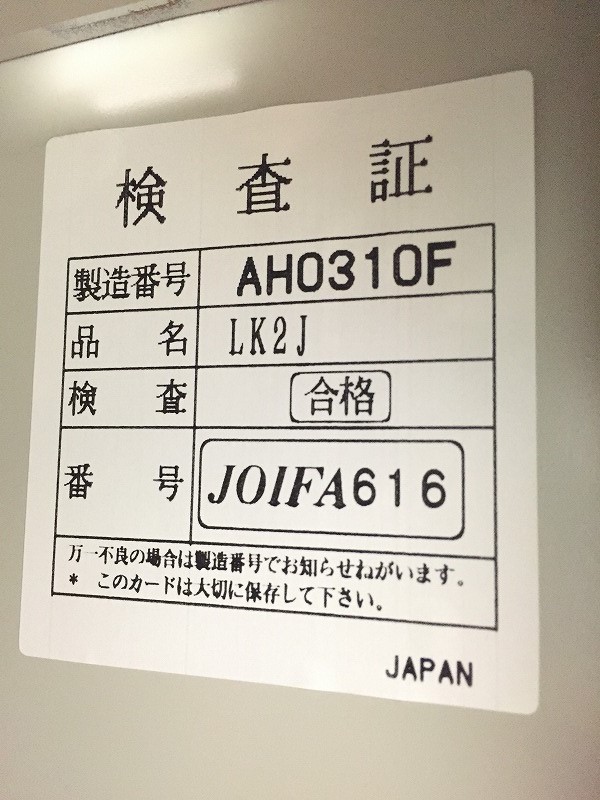 検査証
製造番号 AH0310F
品名 LK2J
検査 合格
番号 JOIFA616
万一不良の場合は製造番号でお知らせねがいます。
* このカードは大切に保存して下さい。
JAPAN